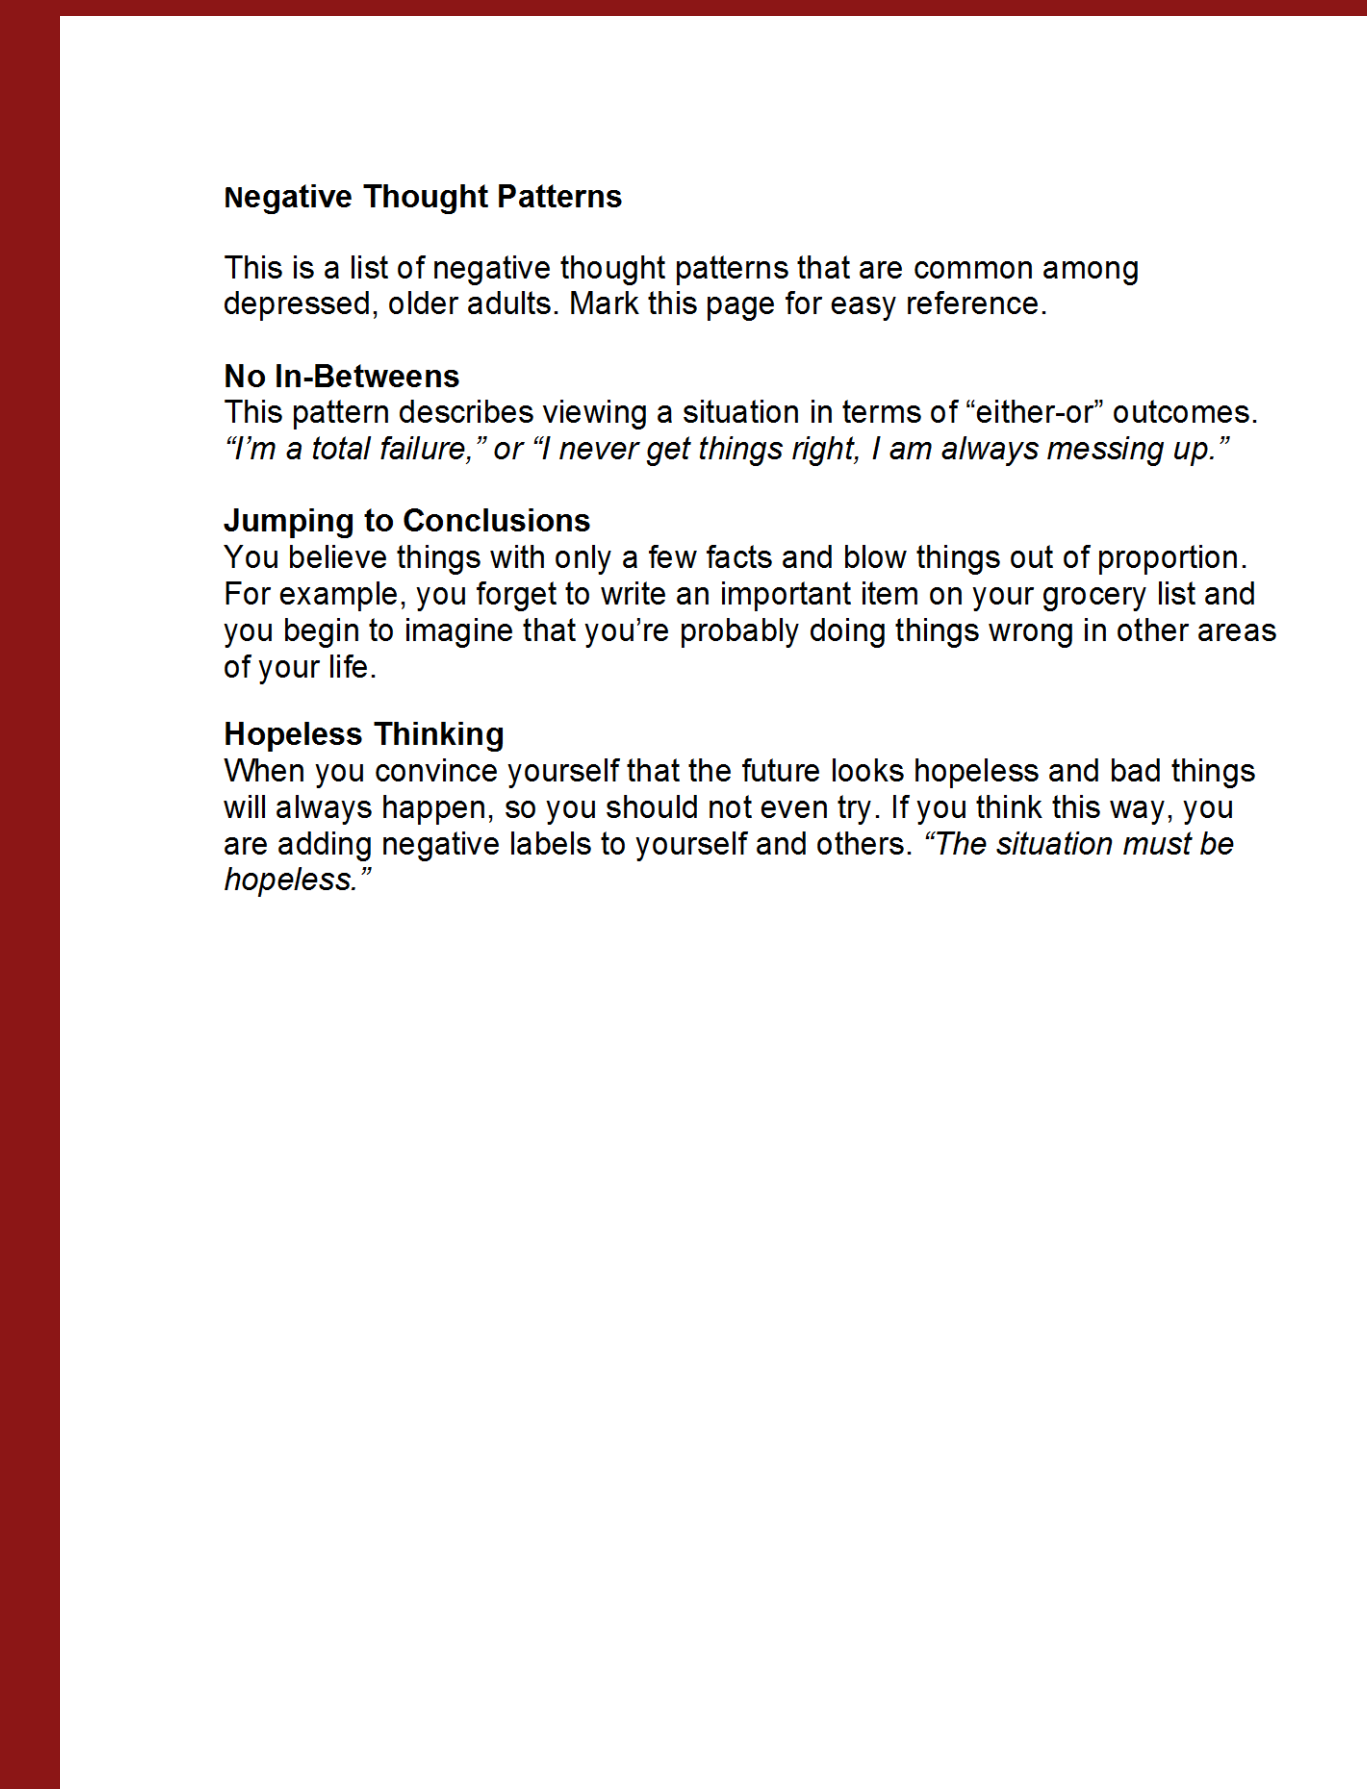 Negative Thought Patterns
This is a list of negative thought patterns that are common among
depressed, older adults. Mark this page for easy reference.
No In-Betweens
This pattern describes viewing a situation in terms of “either-or” outcomes.
“I’m a total failure,” or “I never get things right, I am always messing up.”
Jumping to Conclusions
You believe things with only a few facts and blow things out of proportion.
For example, you forget to write an important item on your grocery list and
you begin to imagine that you’re probably doing things wrong in other areas
of your life.
Hopeless Thinking
When you convince yourself that the future looks hopeless and bad things
will always happen, so you should not even try. If you think this way, you
are adding negative labels to yourself and others. “The situation must be
hopeless.”